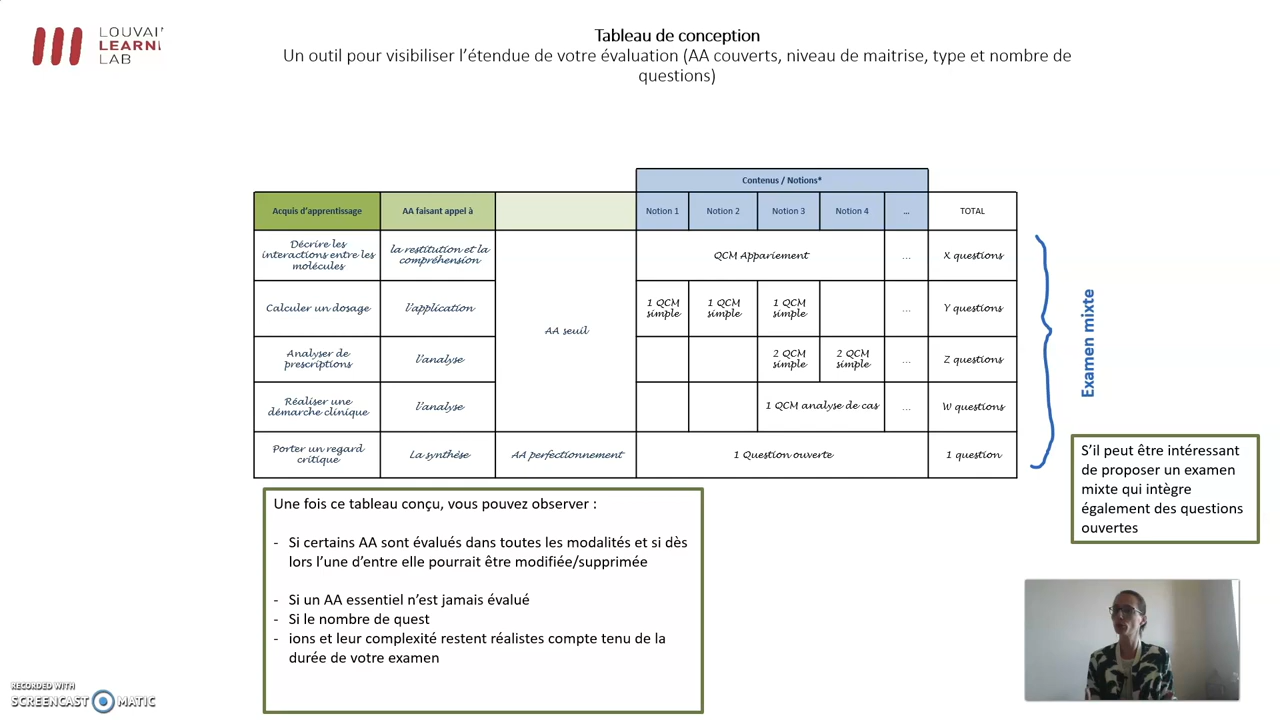 LOUVAI
LEARNI
LAB
Tableau de conception
Un outil pour visibiliser l’étendue de votre évaluation (AA couverts, niveau de maitrise, type et nombre de
questions)
Contenus / Notions*
Acquis d’apprentissage
AA faisant appel à
Notion 1
Notion 2
Notion 3
Notion 4
...
TOTAL
Décrire les
interactions entre les
molécules
la restitution et la
compréhension
QCM Appariement
...
X questions
Calculer un dosage
l’application
AA seuil
1 QCM
simple
1 QCM
simple
1 QCM
simple
...
Y questions
Analyser de
prescriptions
l’analyse
2 QCM
simple
2 QCM
simple
...
Z questions
Réaliser une
démarche clinique
l’analyse
1 QCM analyse de cas
...
W questions
Porter un regard
critique
La synthèse
AA perfectionnement
1 Question ouverte
1 question
Examen mixte
S’il peut être intéressant
de proposer un examen
mixte qui intègre
également des questions
ouvertes
Une fois ce tableau conçu, vous pouvez observer :
- Si certains AA sont évalués dans toutes les modalités et si dès
lors l’une d’entre elle pourrait être modifiée/supprimée
- Si un AA essentiel n’est jamais évalué
- Si le nombre de quest
- ions et leur complexité restent réalistes compte tenu de la
durée de votre examen
RECORDED WITH
SCREENCAST MATIC